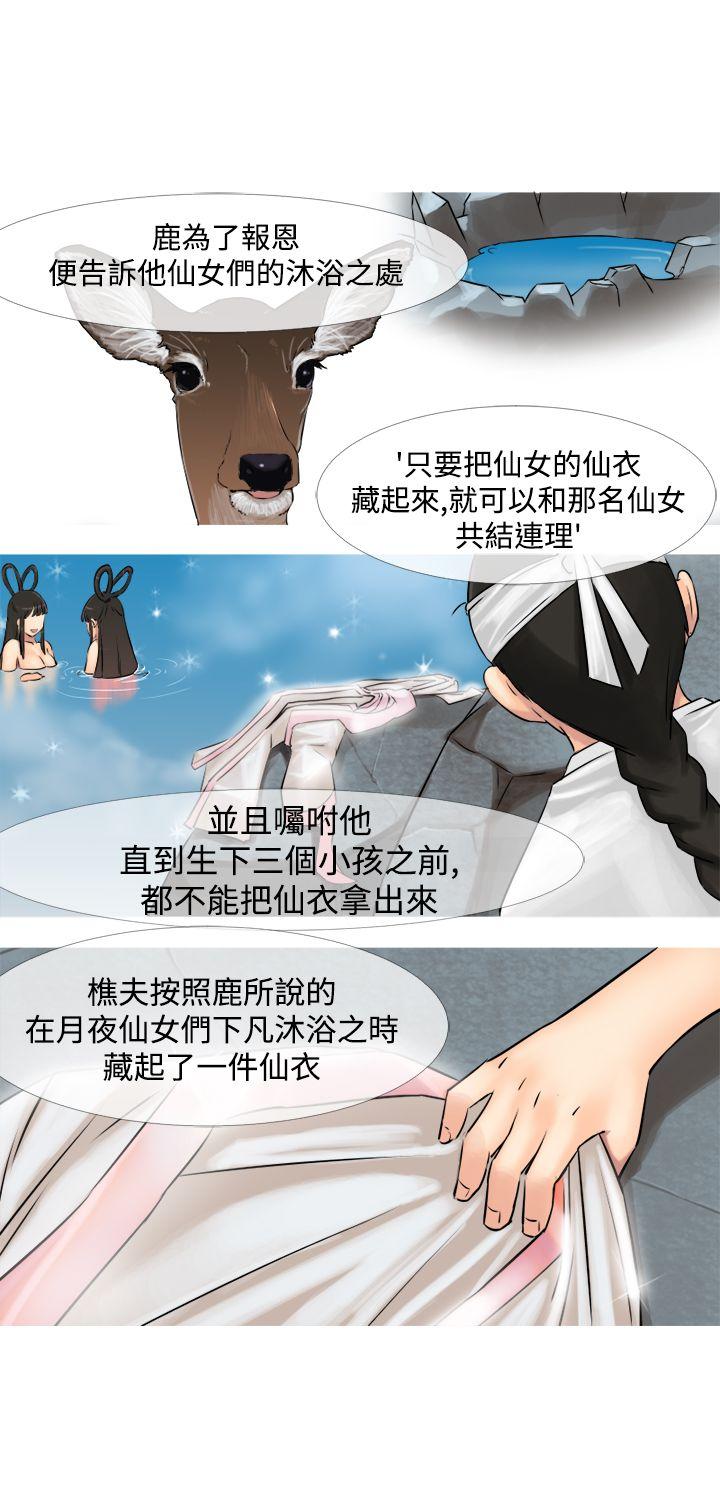 鹿為了報恩
便告訴他仙女們的沐浴之處
'只要把仙女的仙衣
藏起來,就可以和那名仙女
共結連理'
並且囑咐他
直到生下三個小孩之前,
都不能把仙衣拿出來
樵夫按照鹿所說的
在月夜仙女們下凡沐浴之時
藏起了一件仙衣